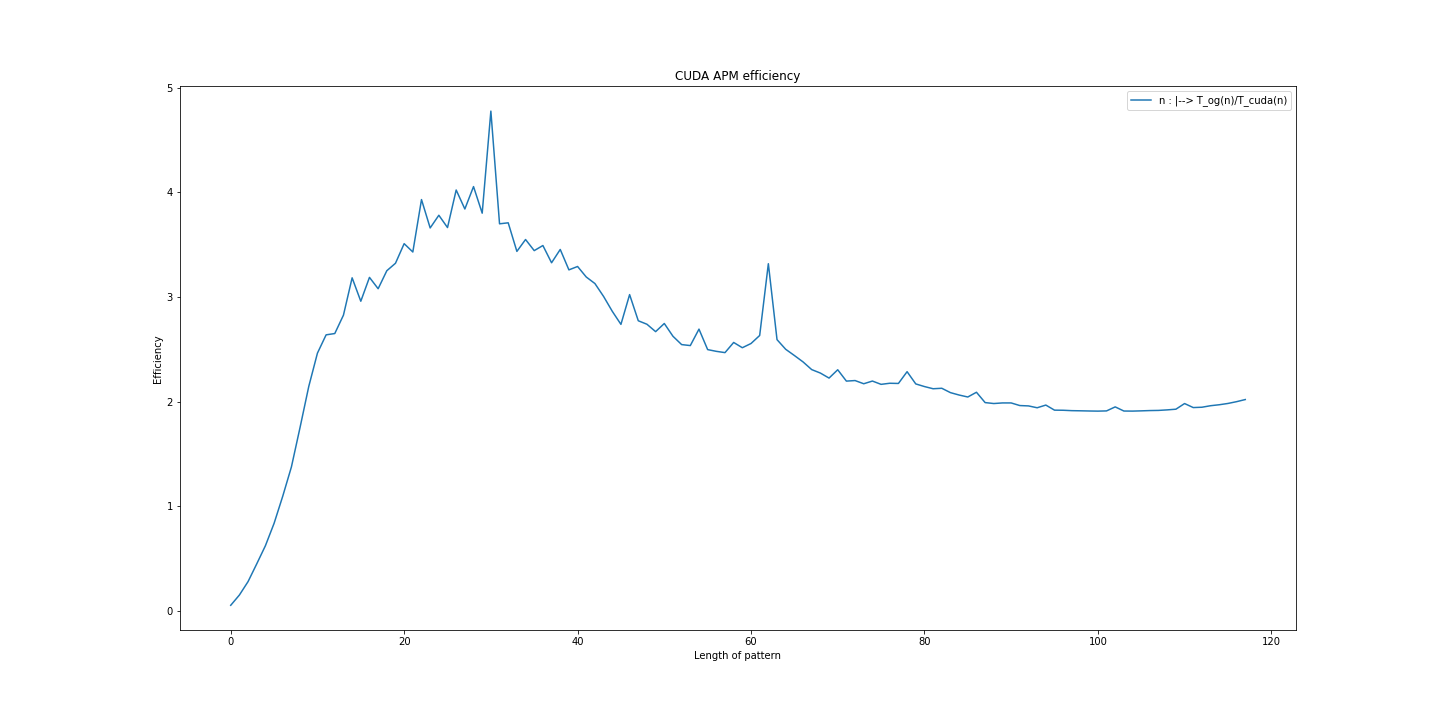 CUDA APM efficiency
n : |--> T_og(n)/T_cuda(n)
5
4
3
2
1
0
Efficiency
0 20 40 60 80 100 120
Length of pattern